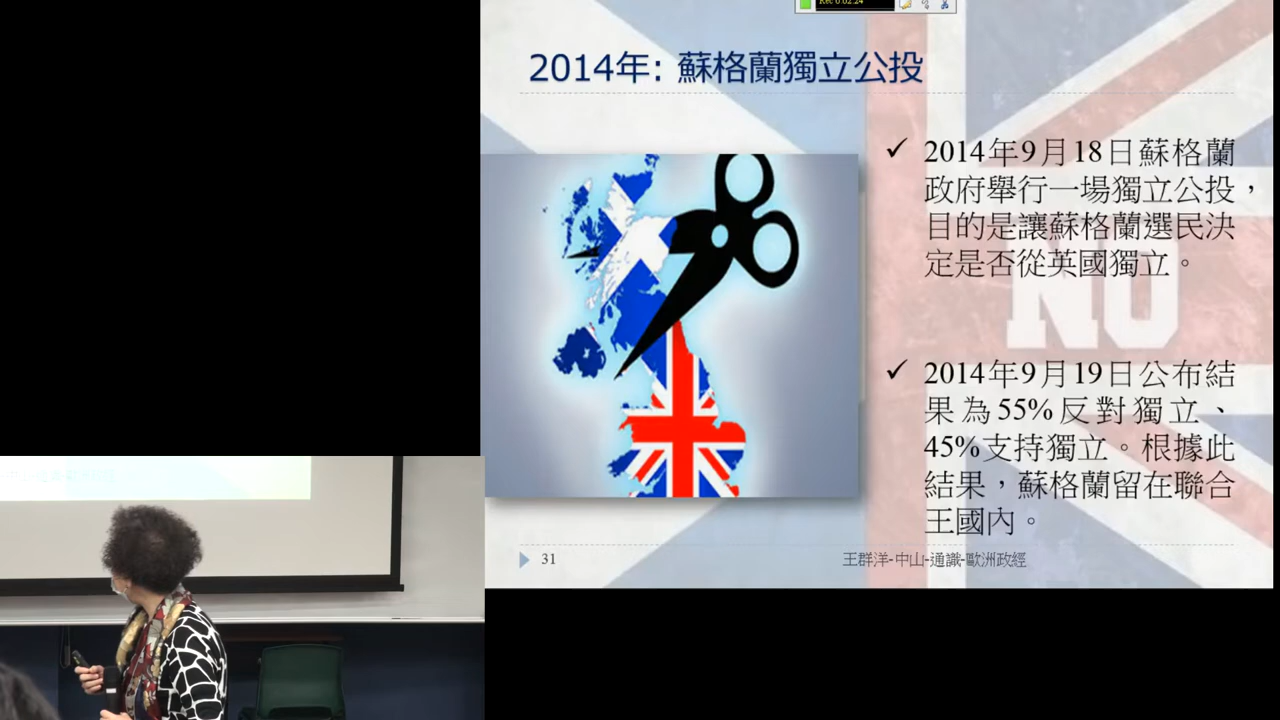 Rec 0:02:24
2014年: 蘇格蘭獨立公投
✓ 2014年9月18日蘇格蘭
政府舉行一場獨立公投，
目的是讓蘇格蘭選民決
定是否從英國獨立。
NO
✓ 2014年9月19日公布結
果為55%反對獨立、
45%支持獨立。根據此
結果，蘇格蘭留在聯合
王國內。
31
王群洋-中山-通識-歐洲政經